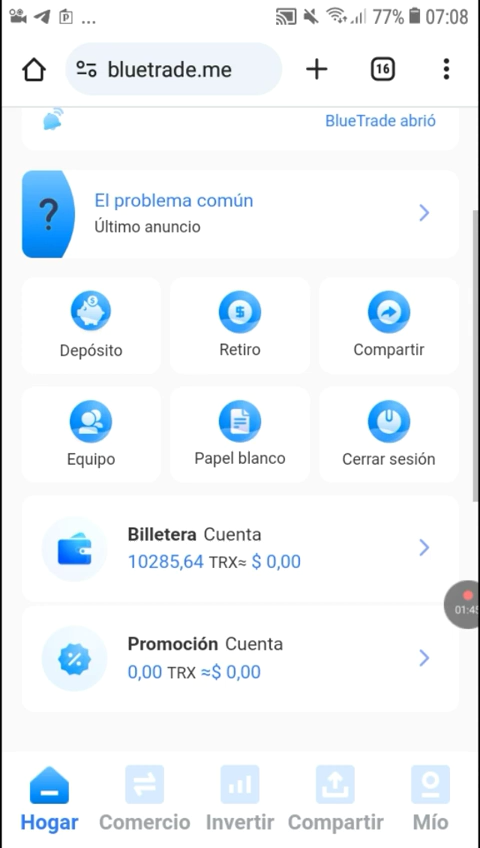 ... 77% 07:08
bluetrade.me 16
BlueTrade abrió
El problema común
Último anuncio
Depósito Retiro Compartir
Equipo Papel blanco Cerrar sesión
Billetera Cuenta
10285,64 TRX≈ $ 0,00
01:45
Promoción Cuenta
0,00 TRX ≈$ 0,00
Hogar Comercio Invertir Compartir Mío